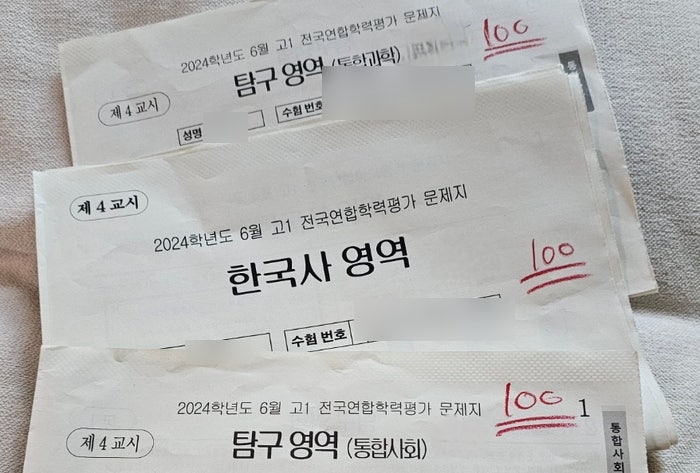 2024학년도 6월 고1 전국연합학력평가 문제지
100
제 4 교시
탐구 영역 (통합과학)
성명
수험 번호
제 4 교시
2024학년도 6월 고1 전국연합학력평가 문제지
한국사 영역
100
수험 번호
2024학년도 6월 고1 전국연합학력평가 문제지
100
1
제 4 교시
탐구 영역 (통합사회)
통합사회